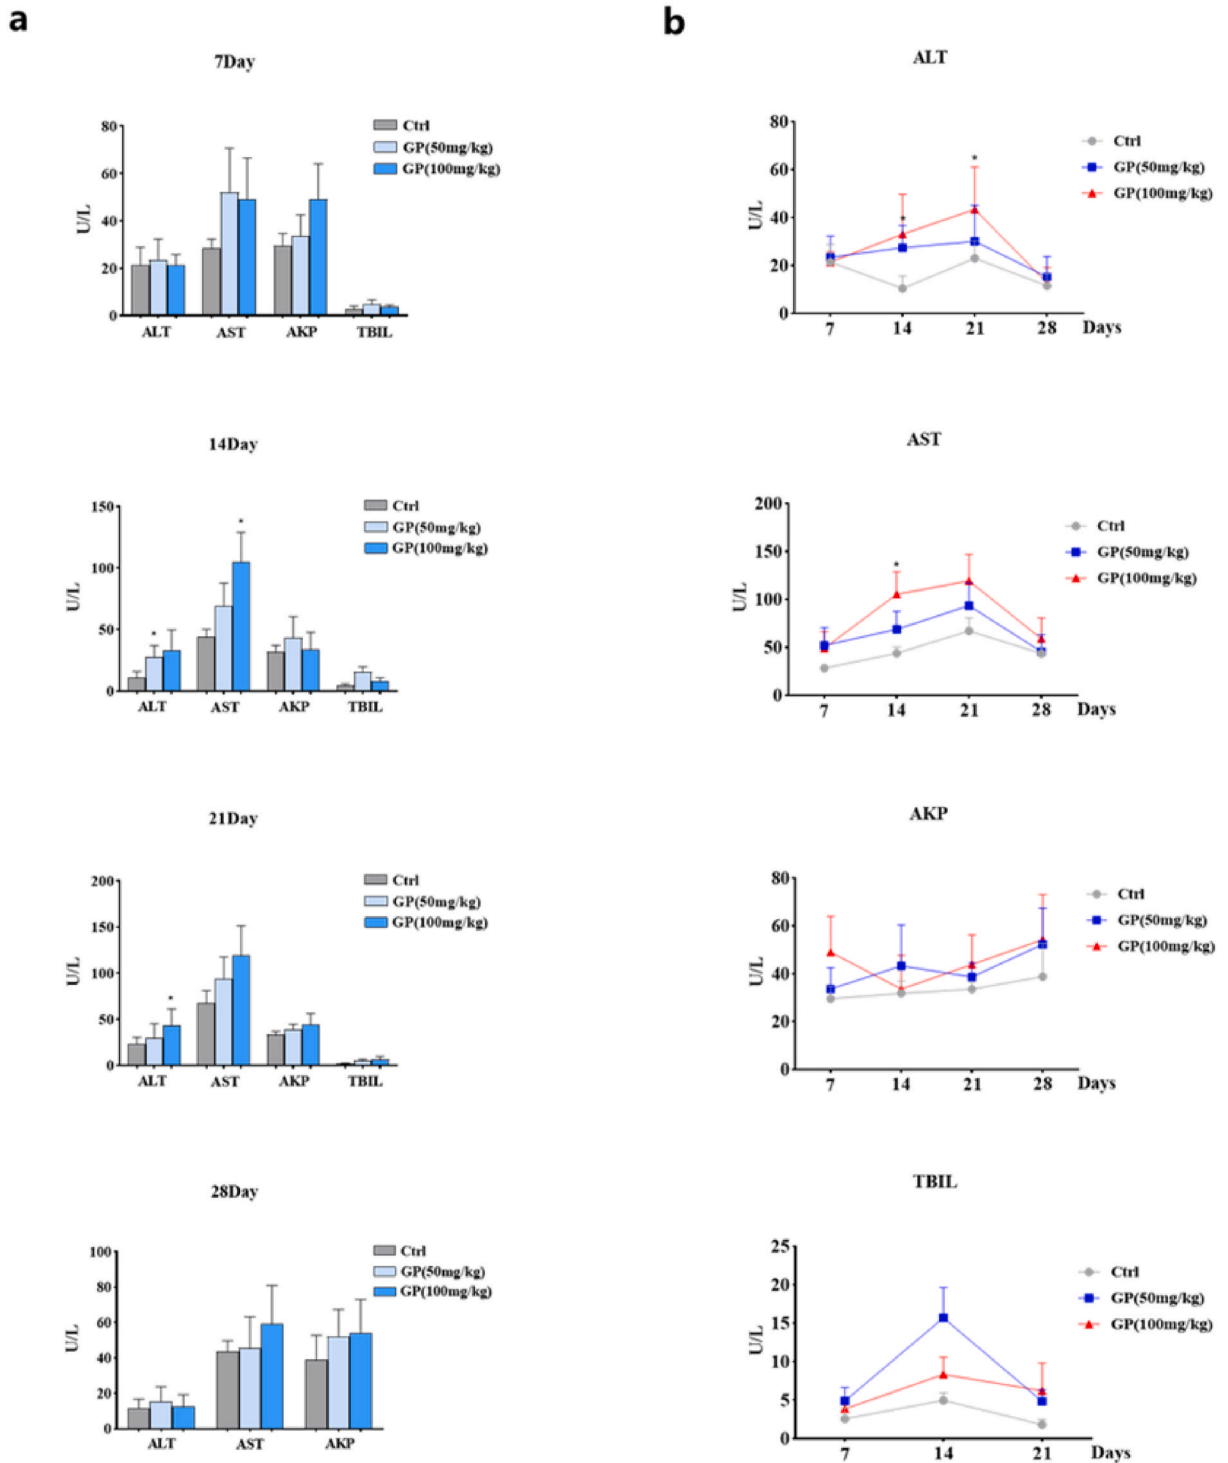 a
7Day
80
60
40
20
0
U/L
ALT AST AKP TBIL
Ctrl
GP(50mg/kg)
GP(100mg/kg)
14Day
150
100
50
0
U/L
* *
ALT AST AKP TBIL
Ctrl
GP(50mg/kg)
GP(100mg/kg)
21Day
200
150
100
50
0
U/L
*
ALT AST AKP TBIL
Ctrl
GP(50mg/kg)
GP(100mg/kg)
28Day
100
80
60
40
20
0
U/L
ALT AST AKP
Ctrl
GP(50mg/kg)
GP(100mg/kg)
b
ALT
80
60
40
20
0
U/L
* *
7 14 21 28 Days
Ctrl
GP(50mg/kg)
GP(100mg/kg)
AST
200
150
100
50
0
U/L
*
7 14 21 28 Days
Ctrl
GP(50mg/kg)
GP(100mg/kg)
AKP
80
60
40
20
0
U/L
7 14 21 28 Days
Ctrl
GP(50mg/kg)
GP(100mg/kg)
TBIL
25
20
15
10
5
0
U/L
7 14 21 Days
Ctrl
GP(50mg/kg)
GP(100mg/kg)